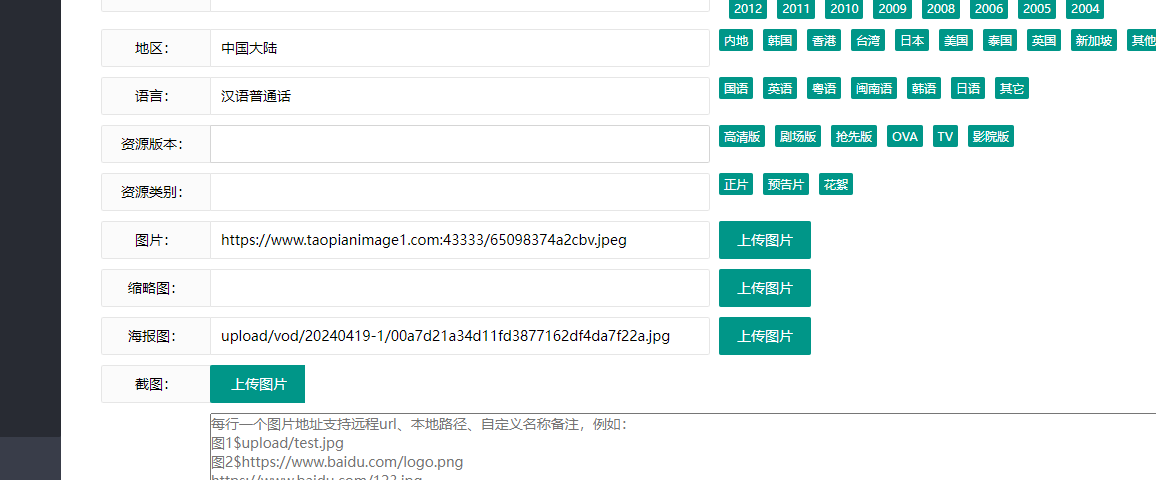 2012 2011 2010 2009 2008 2006 2005 2004
地区： 中国大陆 内地 韩国 香港 台湾 日本 美国 泰国 英国 新加坡 其他
语言： 汉语普通话 国语 英语 粤语 闽南语 韩语 日语 其它
资源版本： 高清版 剧场版 抢先版 OVA TV 影院版
资源类别： 正片 预告片 花絮
图片： https://www.taopianimage1.com:43333/65098374a2cbv.jpeg 上传图片
缩略图： 上传图片
海报图： upload/vod/20240419-1/00a7d21a34d11fd3877162df4da7f22a.jpg 上传图片
截图： 上传图片
每行一个图片地址支持远程url、本地路径、自定义名称备注，例如：
图1$upload/test.jpg
图2$https://www.baidu.com/logo.png
https://www.baidu.com/123.jpg